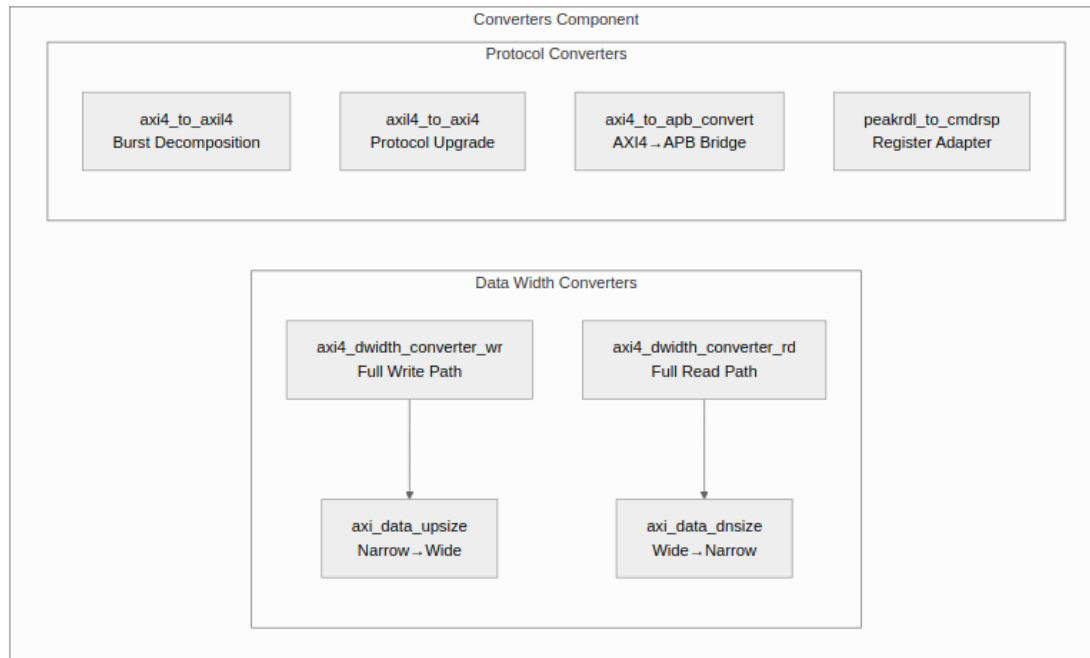 Converters Component
Protocol Converters
axi4_to_axil4
Burst Decomposition
axil4_to_axi4
Protocol Upgrade
axi4_to_apb_convert
AXI4→APB Bridge
peakrdl_to_cmdrsp
Register Adapter
Data Width Converters
axi4_dwidth_converter_wr
Full Write Path
axi4_dwidth_converter_rd
Full Read Path
axi_data_upsize
Narrow→Wide
axi_data_dnsize
Wide→Narrow